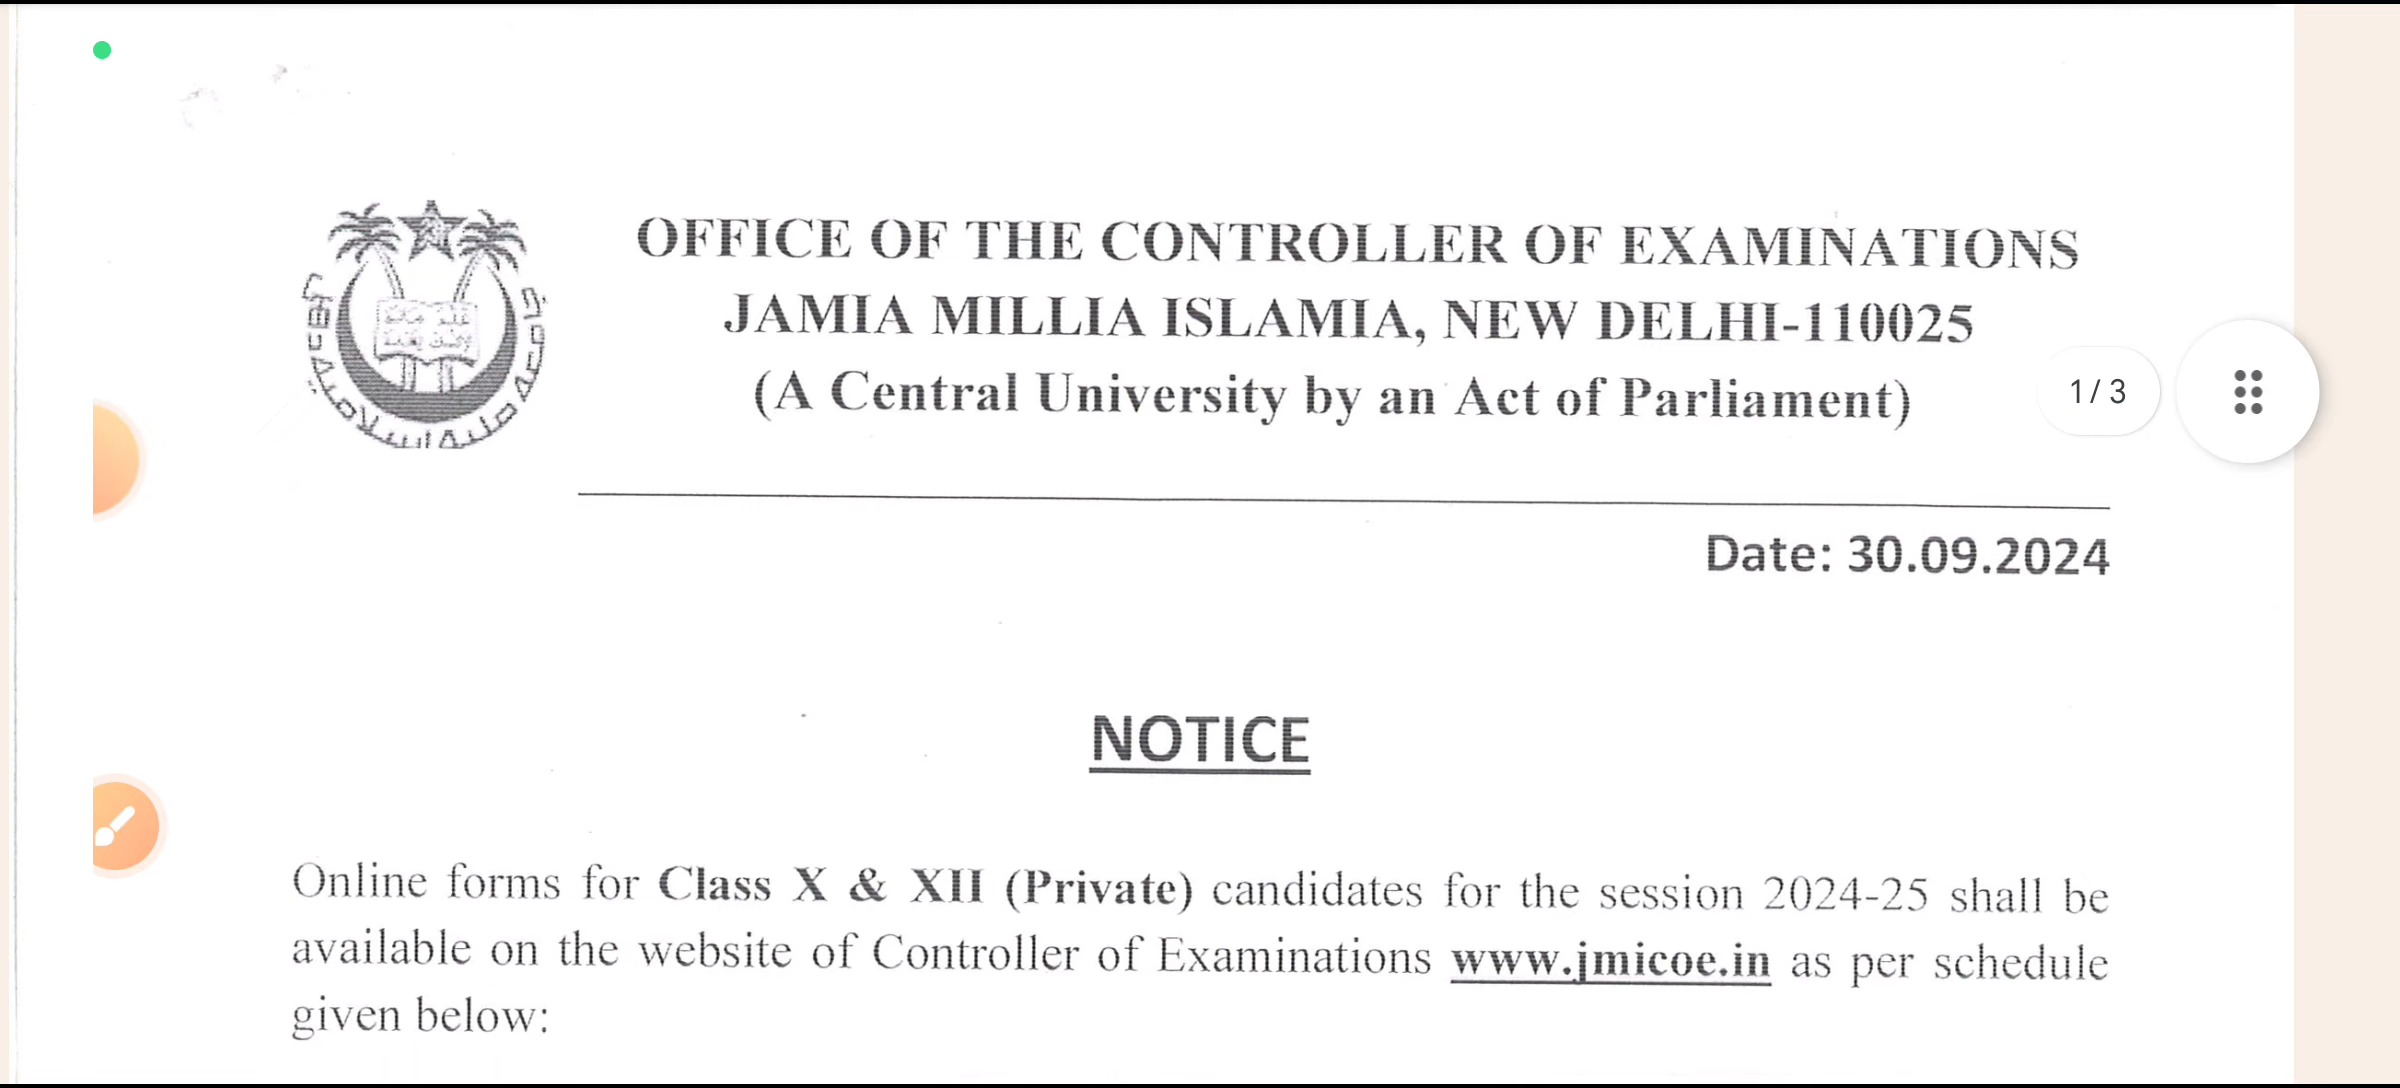 OFFICE OF THE CONTROLLER OF EXAMINATIONS
JAMIA MILLIA ISLAMIA, NEW DELHI-110025
(A Central University by an Act of Parliament)
1/3
Date: 30.09.2024
NOTICE
Online forms for Class X & XII (Private) candidates for the session 2024-25 shall be
available on the website of Controller of Examinations www.jmicoe.in as per schedule
given below: